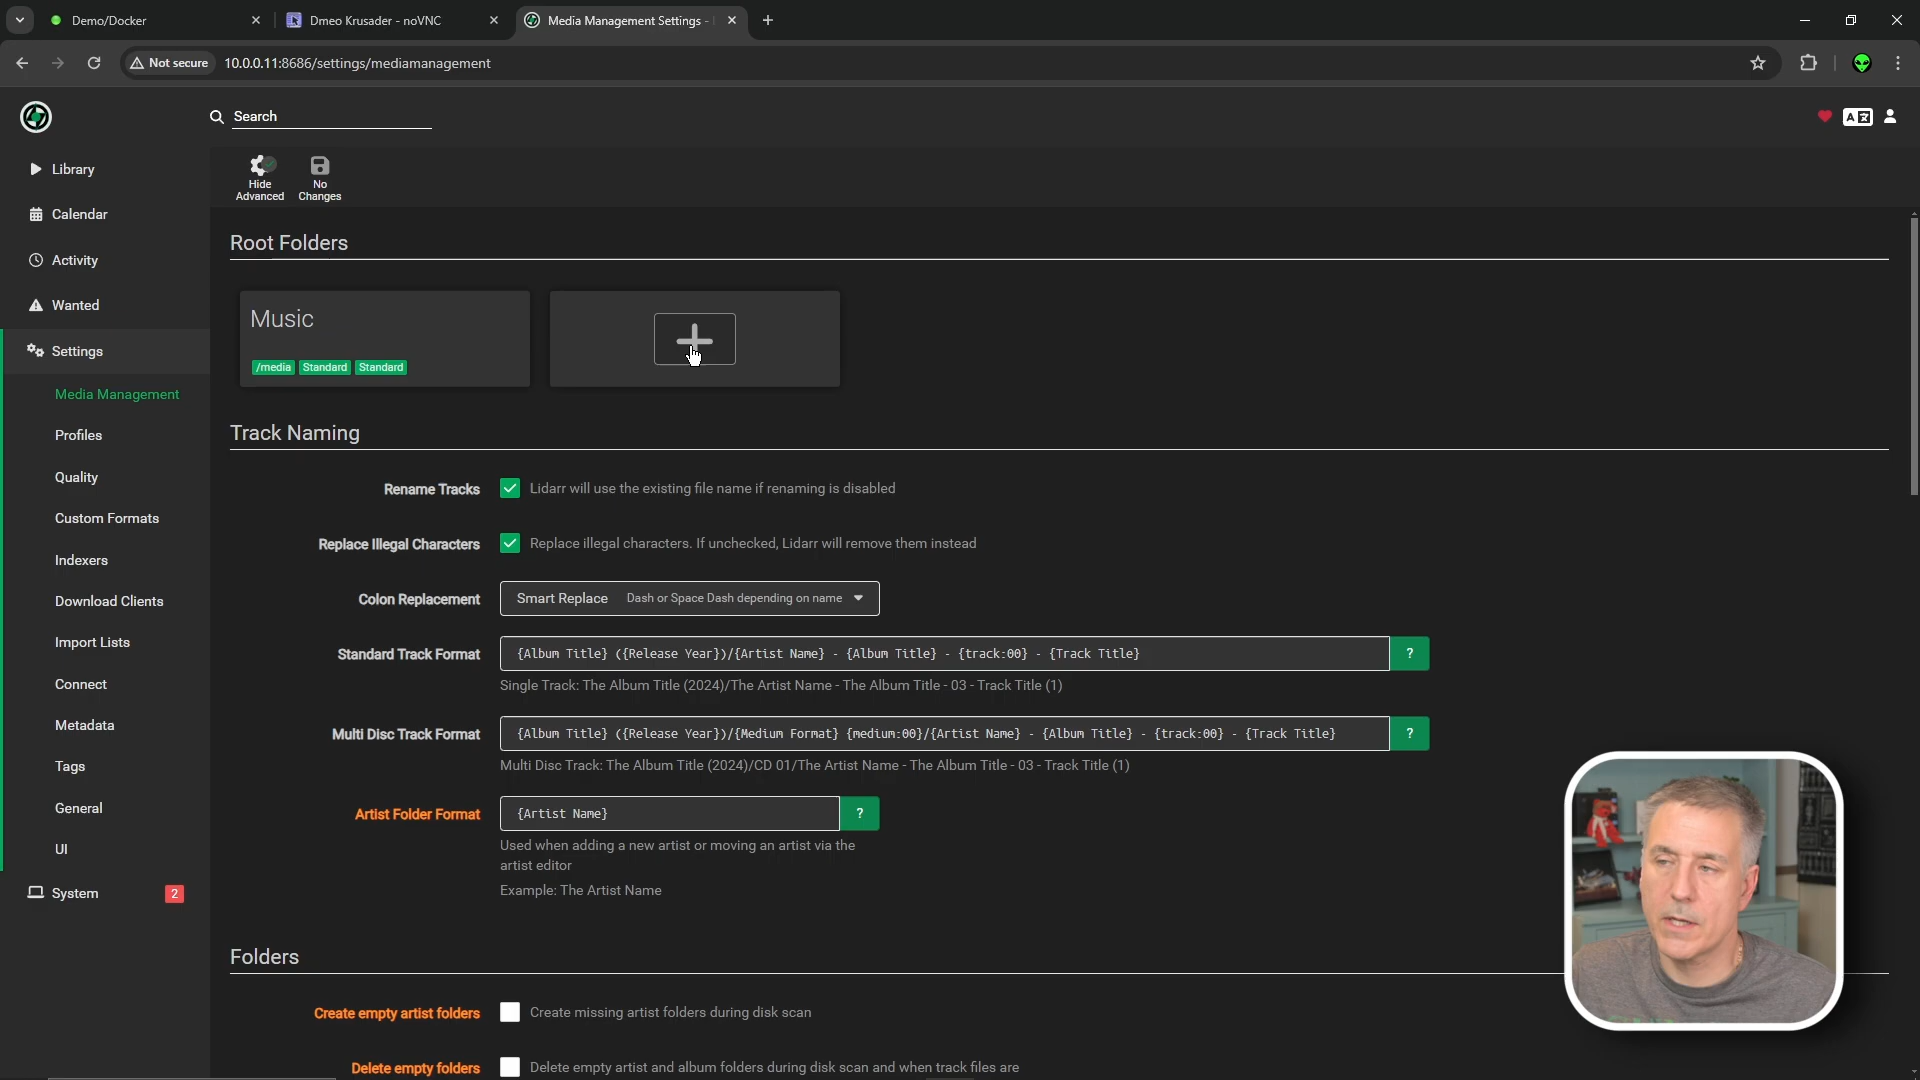 Demo/Docker
Dmeo Krusader - noVNC
Media Management Settings -
Not secure
10.0.0.11:8686/settings/mediamanagement
Search
Library
Calendar
Activity
Wanted
Settings
Media Management
Profiles
Quality
Custom Formats
Indexers
Download Clients
Import Lists
Connect
Metadata
Tags
General
UI
System
2
Hide Advanced
No Changes
Root Folders
Music
/media Standard Standard
Track Naming
Rename Tracks
Lidarr will use the existing file name if renaming is disabled
Replace Illegal Characters
Replace illegal characters. If unchecked, Lidarr will remove them instead
Colon Replacement
Smart Replace Dash or Space Dash depending on name
Standard Track Format
{Album Title} ({Release Year})/{Artist Name} - {Album Title} - {track:00} - {Track Title}
?
Single Track: The Album Title (2024)/The Artist Name - The Album Title - 03 - Track Title (1)
Multi Disc Track Format
{Album Title} ({Release Year})/{Medium Format} {medium:00}/{Artist Name} - {Album Title} - {track:00} - {Track Title}
?
Multi Disc Track: The Album Title (2024)/CD 01/The Artist Name - The Album Title - 03 - Track Title (1)
Artist Folder Format
{Artist Name}
?
Used when adding a new artist or moving an artist via the
artist editor
Example: The Artist Name
Folders
Create empty artist folders
Create missing artist folders during disk scan
Delete empty folders
Delete empty artist and album folders during disk scan and when track files are